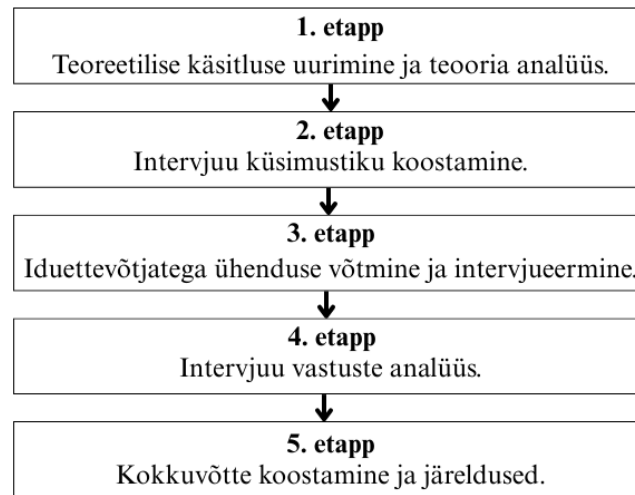 1. etapp
Teoreetilise käsitluse uurimine ja teooria analüüs.
2. etapp
Intervjuu küsimustiku koostamine.
3. etapp
Iduettevõtjatega ühenduse võtmine ja intervjueermine.
4. etapp
Intervjuu vastuste analüüs.
5. etapp
Kokkuvõtte koostamine ja järeldused.